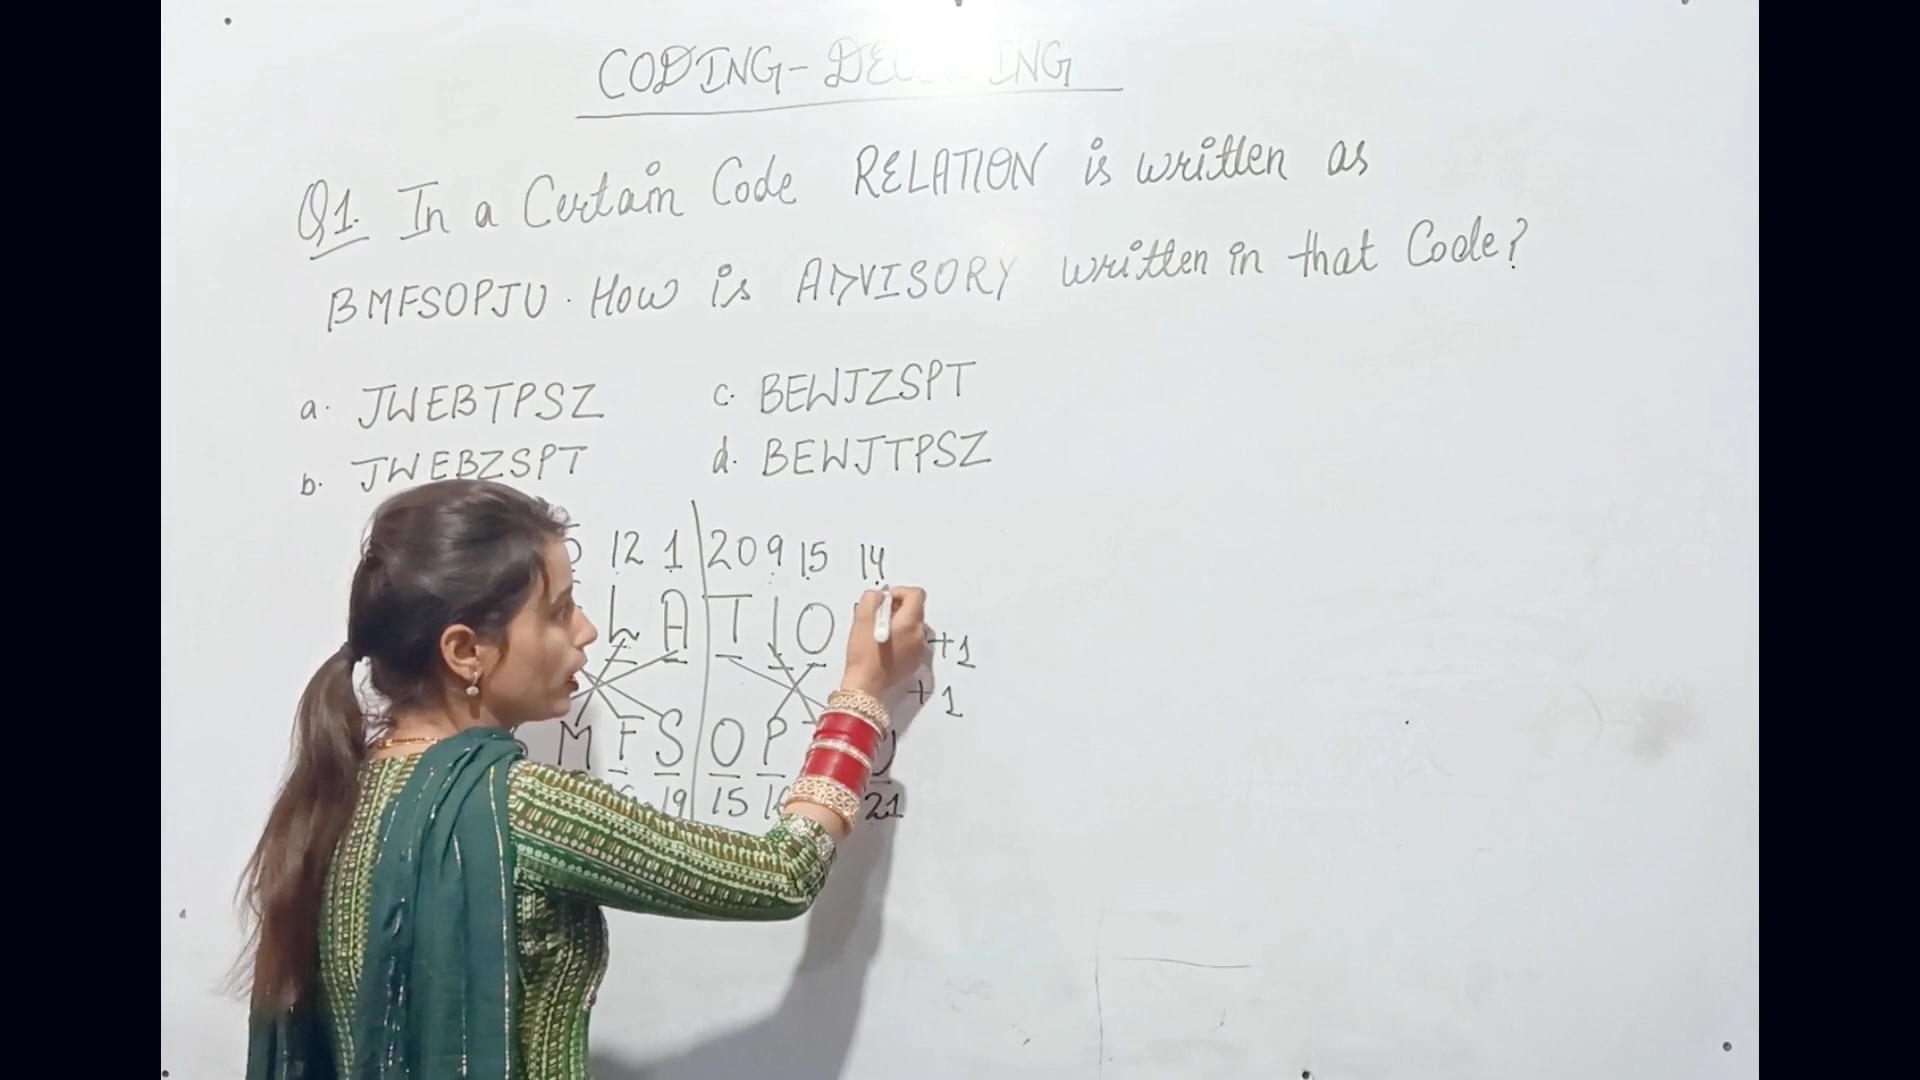 CODING-
Q1. In a Certain Code RELATION is written as
BMFSOPJU. How is ADVISORY written in that Code?
a. JWEBTPSZ c. BEWJZSPT
b. JWEBZSPT d. BEWJTPSZ
12 1 20 9 15 14
L A T I O
+1
+1
M F S O P
19 15 21